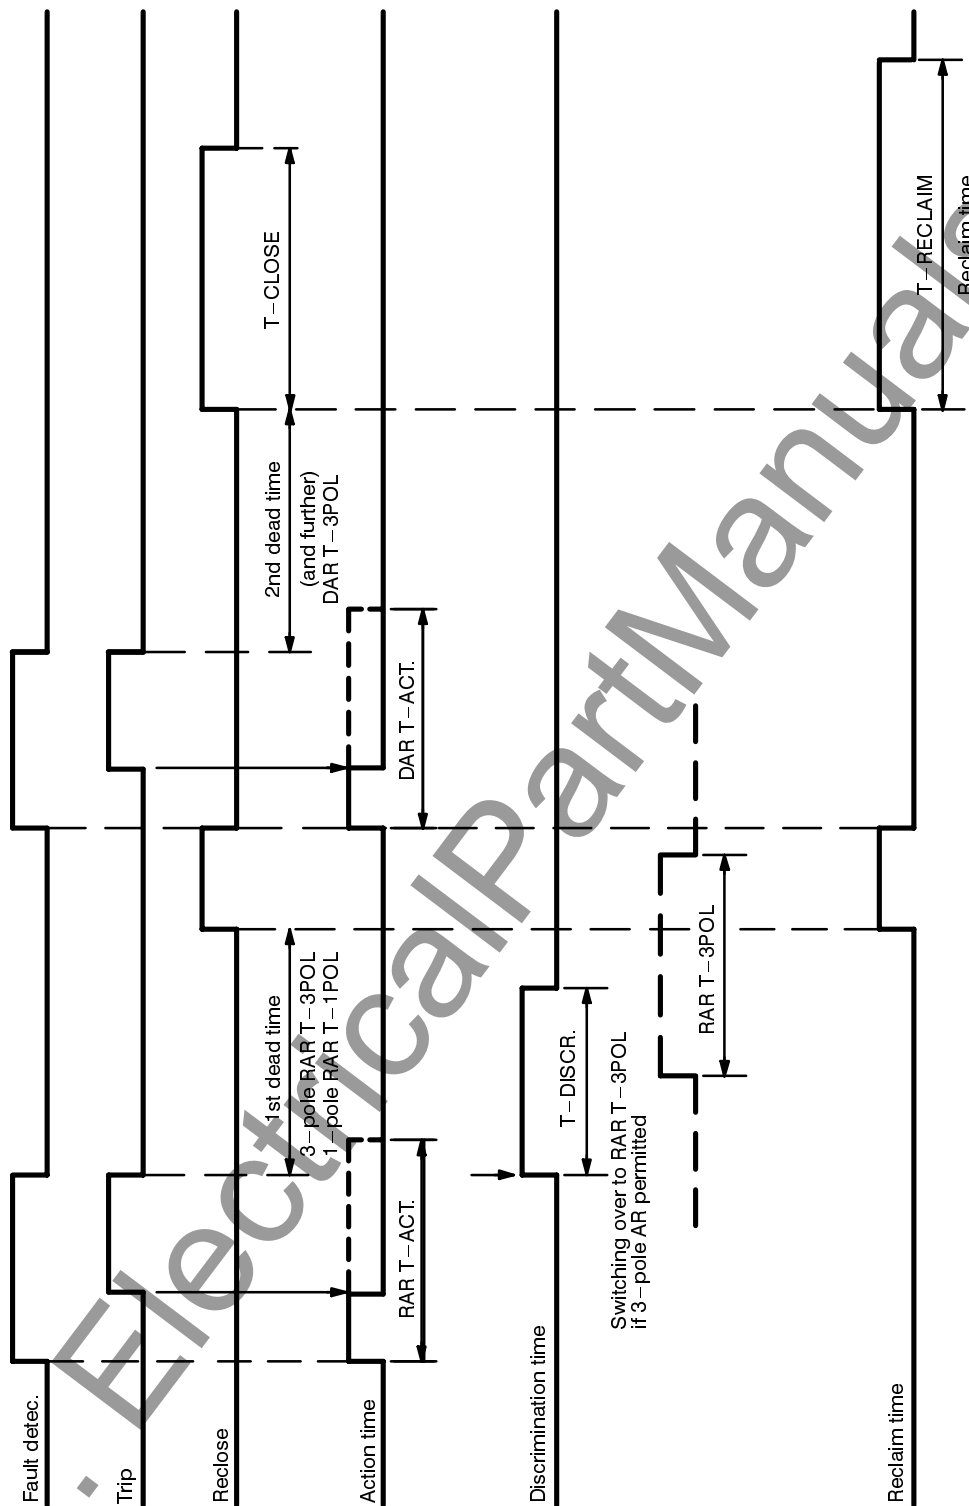 Fault detec.
Trip
Reclose
Action time
Discrimination time
Reclaim time
RAR T–ACT.
1st dead time
3–pole RAR T–3POL
1–pole RAR T–1POL
T–DISCR.
Switching over to RAR T–3POL
if 3–pole AR permitted
RAR T–3POL
DAR T–ACT.
2nd dead time
(and further)
DAR T–3POL
T–CLOSE
T–RECLAIM
Reclaim time
. ElectricalPartManuals